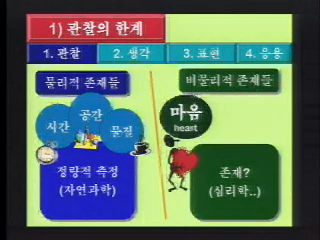 1) 관찰의 한계
1. 관찰
2. 생각
3. 표현
4. 응용
물리적 존재들
시간
공간
물질
정량적 측정
(자연과학)
비물리적 존재들
마음
heart
존재?
(심리학..)